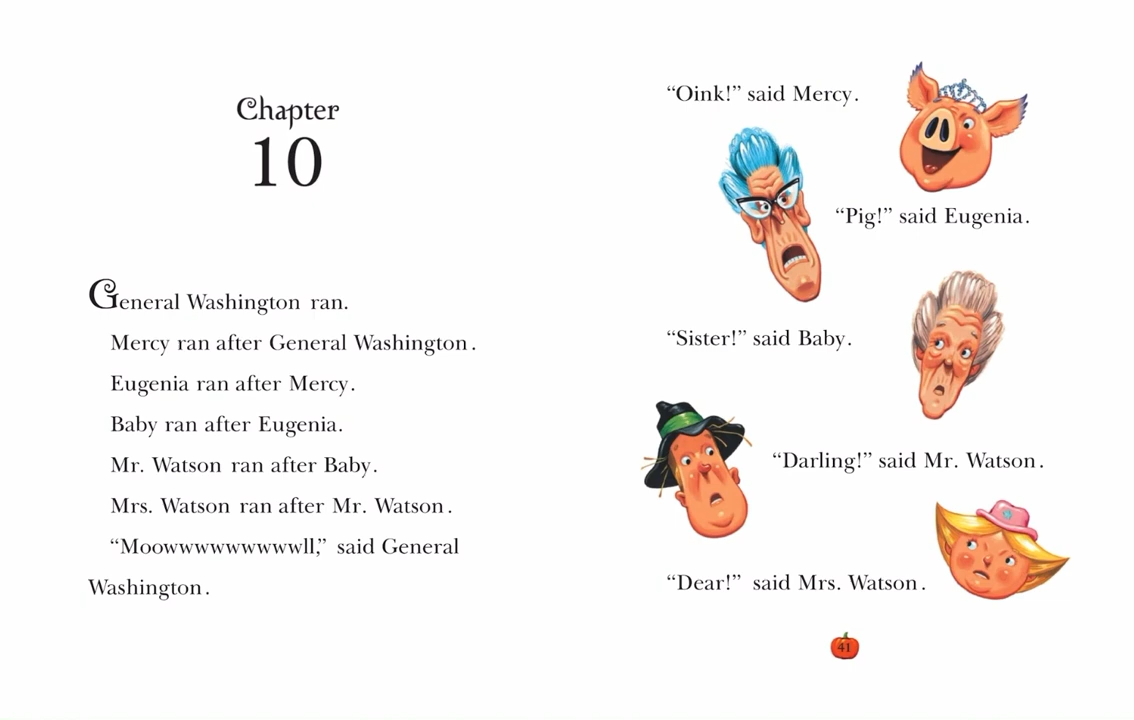 Chapter
10
General Washington ran.
Mercy ran after General Washington.
Eugenia ran after Mercy.
Baby ran after Eugenia.
Mr. Watson ran after Baby.
Mrs. Watson ran after Mr. Watson.
“Moowwwwwwwwwwll,” said General
Washington.
“Oink!” said Mercy.
“Pig!” said Eugenia.
“Sister!” said Baby.
“Darling!” said Mr. Watson.
“Dear!” said Mrs. Watson.
41